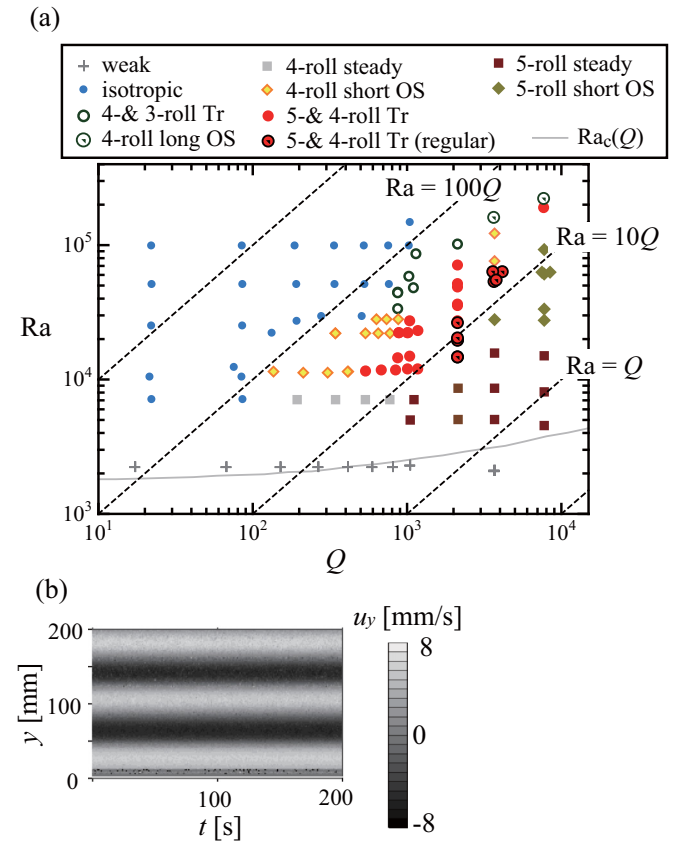 (a)
weak
isotropic
4-& 3-roll Tr
4-roll long OS
4-roll steady
4-roll short OS
5-& 4-roll Tr
5-& 4-roll Tr (regular)
5-roll steady
5-roll short OS
Ra_c(Q)
Ra = 100Q
Ra = 10Q
Ra = Q
Ra
10^5
10^4
10^3
10^1
10^2
10^3
10^4
Q
(b)
u_y [mm/s]
200
100
0
y [mm]
100
200
t [s]
8
0
-8